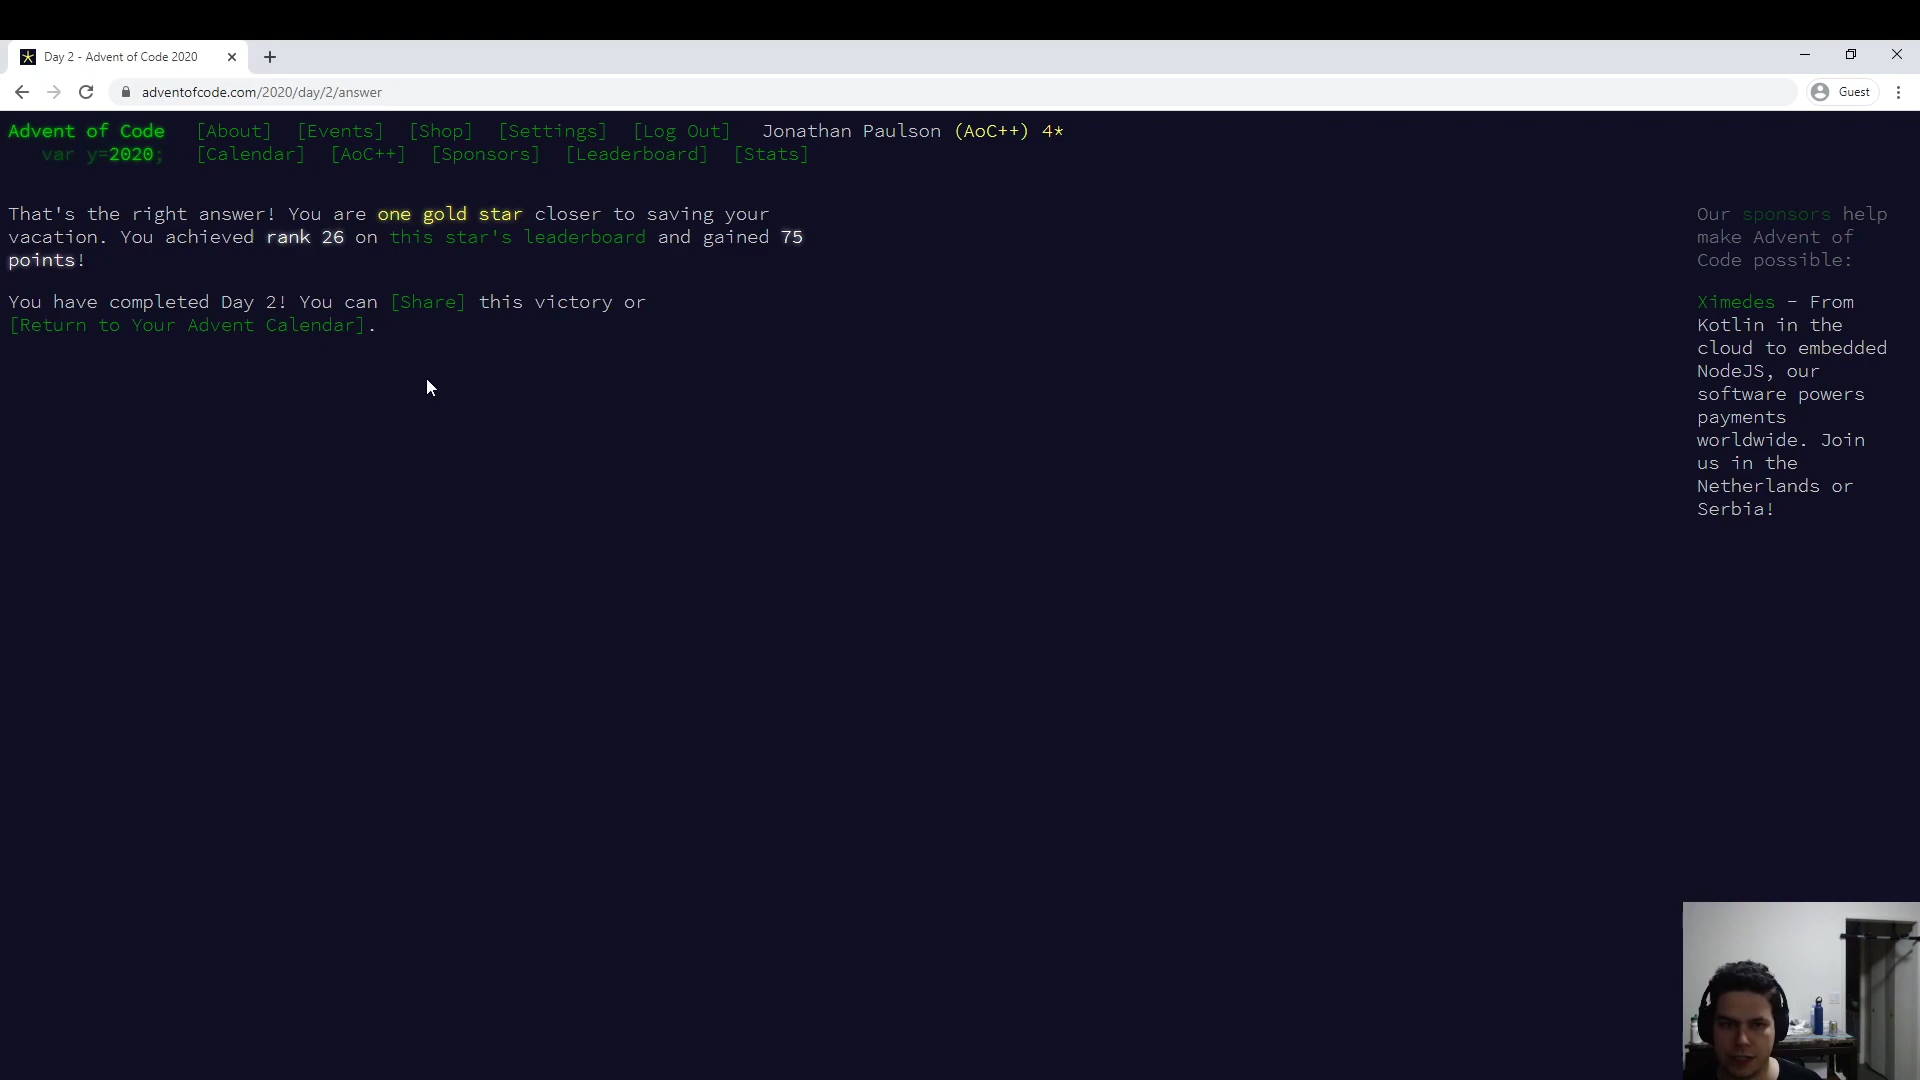 Day 2 - Advent of Code 2020
adventofcode.com/2020/day/2/answer
Guest
Advent of Code [About] [Events] [Shop] [Settings] [Log Out] Jonathan Paulson (AoC++) 4*
var y=2020; [Calendar] [AoC++] [Sponsors] [Leaderboard] [Stats]
That's the right answer! You are one gold star closer to saving your
vacation. You achieved rank 26 on this star's leaderboard and gained 75
points!
You have completed Day 2! You can [Share] this victory or
[Return to Your Advent Calendar].
Our sponsors help
make Advent of
Code possible:
Ximedes - From
Kotlin in the
cloud to embedded
NodeJS, our
software powers
payments
worldwide. Join
us in the
Netherlands or
Serbia!